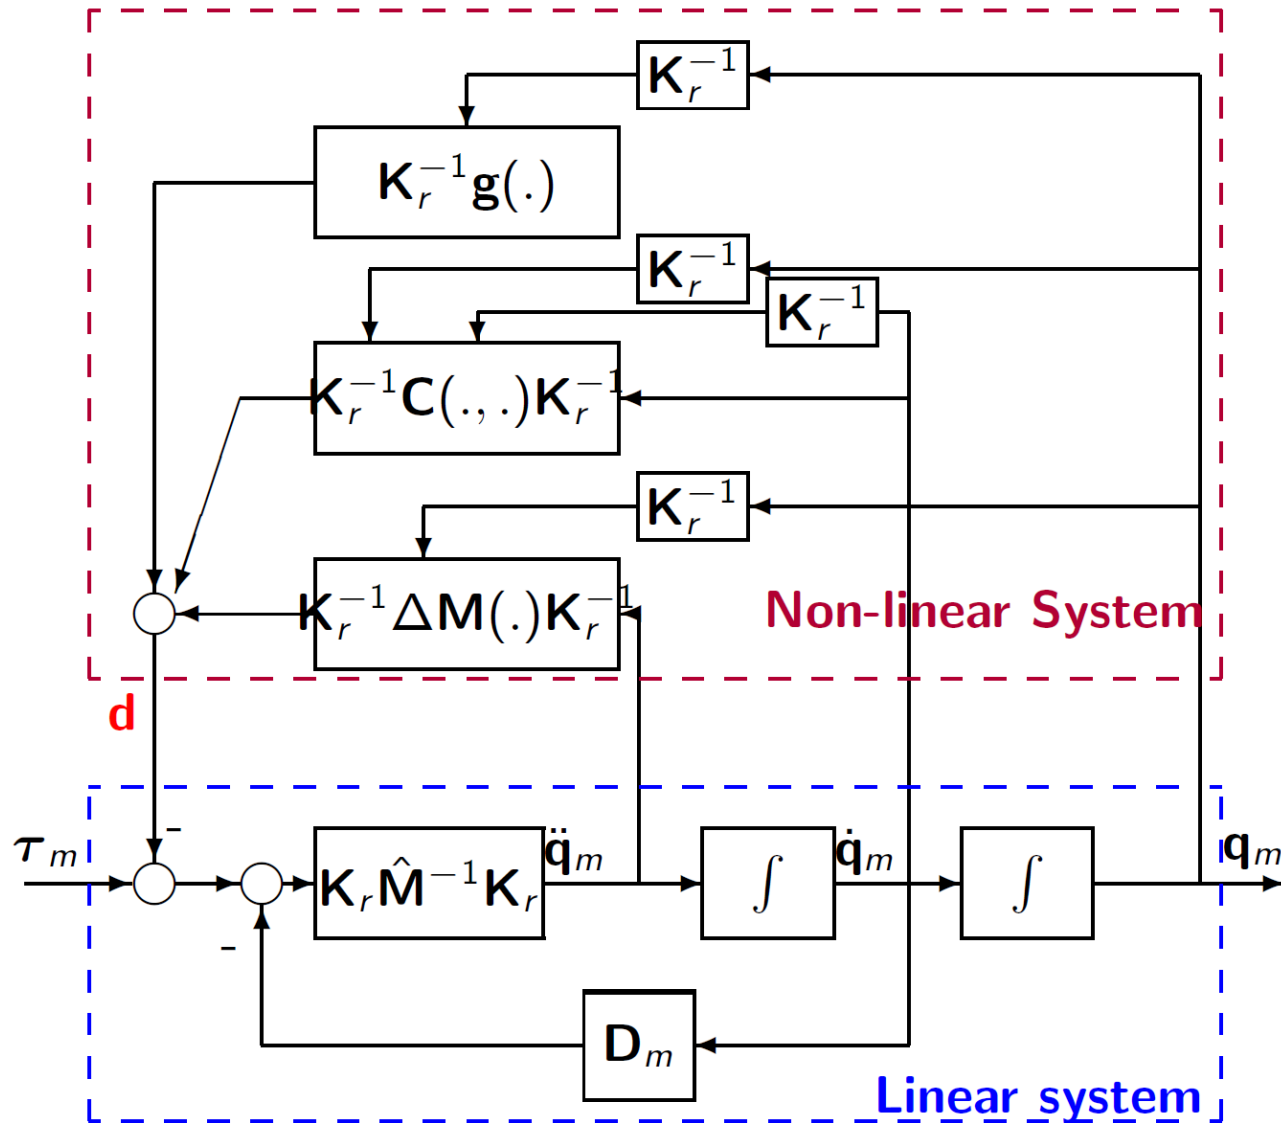 K_r^{-1}
K_r^{-1}g(.)
K_r^{-1}
K_r^{-1}
K_r^{-1}C(.,.)K_r^{-1}
K_r^{-1}
K_r^{-1}ΔM(.)K_r^{-1}
Non-linear System
d
-
τ_m
K_r M̂^{-1} K_r
q̈_m
∫
q̇_m
∫
q_m
-
D_m
Linear system